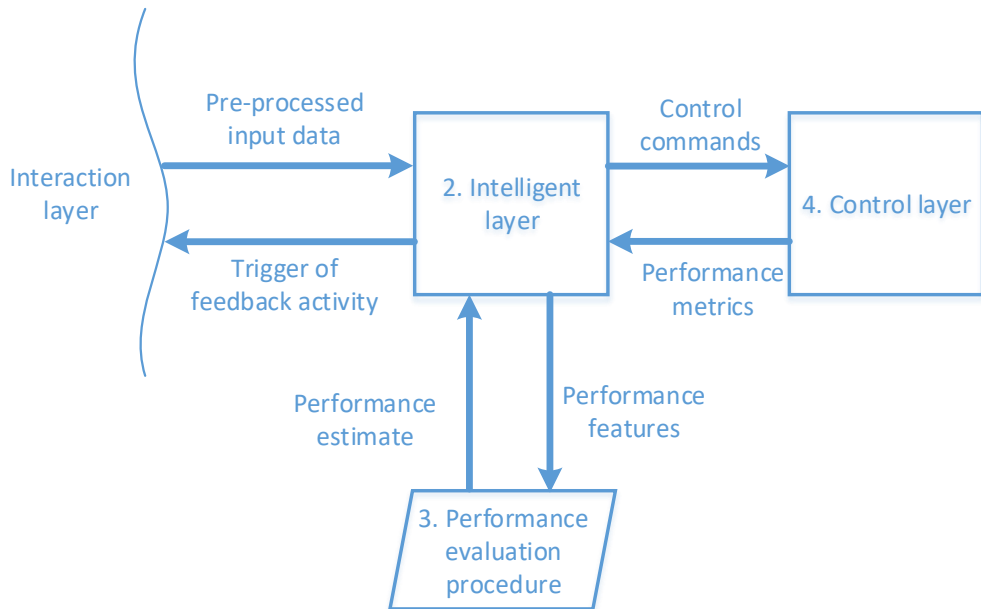 Pre-processed
input data
Control
commands
Interaction
layer
2. Intelligent
layer
4. Control layer
Trigger of
feedback activity
Performance
metrics
Performance
estimate
Performance
features
3. Performance
evaluation
procedure